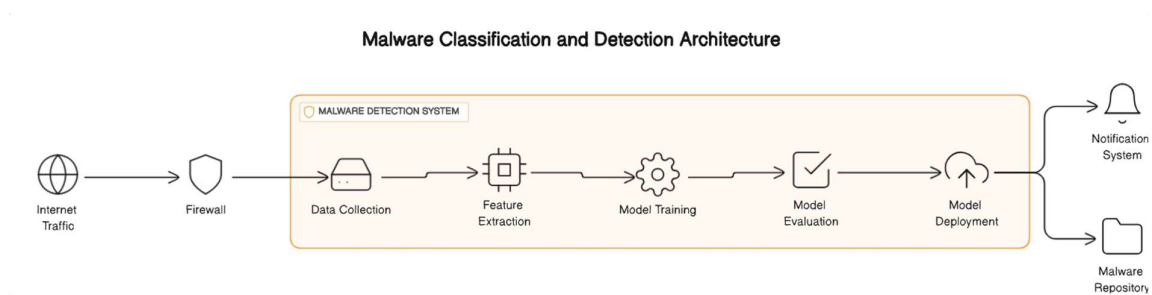 Malware Classification and Detection Architecture
MALWARE DETECTION SYSTEM
Internet
Traffic
Firewall
Data Collection
Feature
Extraction
Model Training
Model
Evaluation
Model
Deployment
Notification
System
Malware
Repository